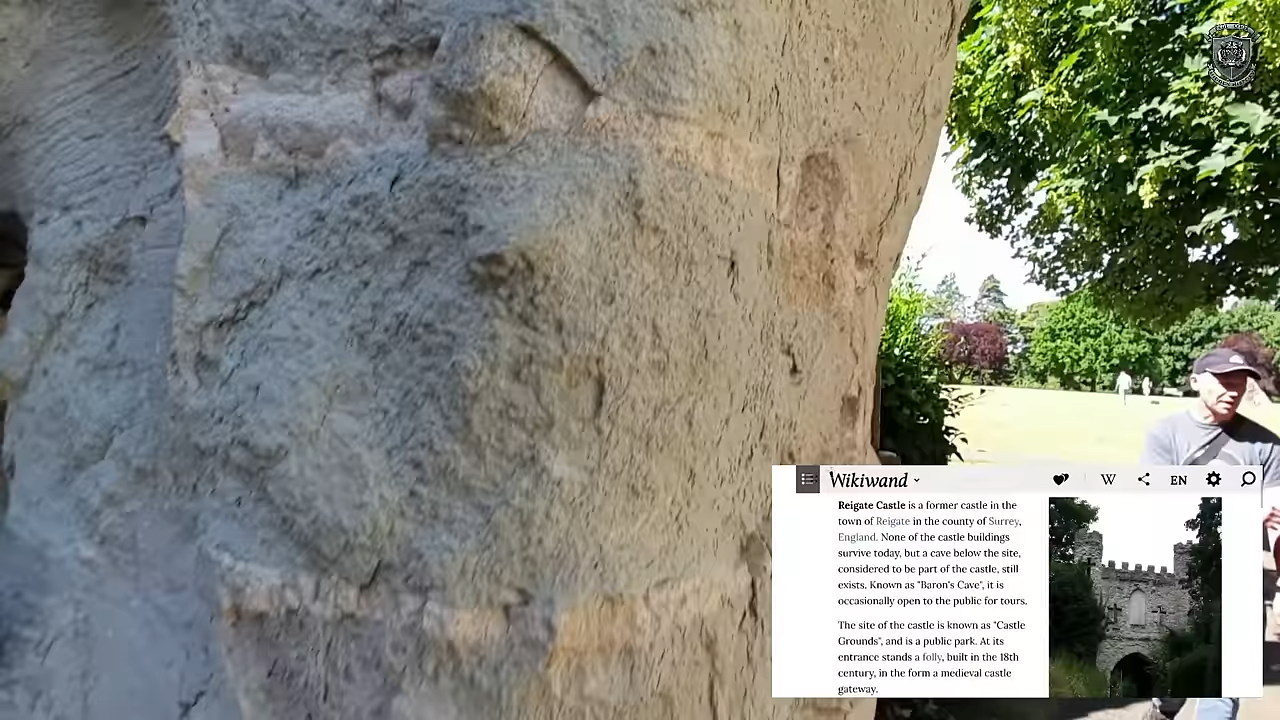 Wikiwand
W
EN
Reigate Castle is a former castle in the
town of Reigate in the county of Surrey,
England. None of the castle buildings
survive today, but a cave below the site,
considered to be part of the castle, still
exists. Known as "Baron's Cave", it is
occasionally open to the public for tours.
The site of the castle is known as "Castle
Grounds", and is a public park. At its
entrance stands a folly, built in the 18th
century, in the form a medieval castle
gateway.